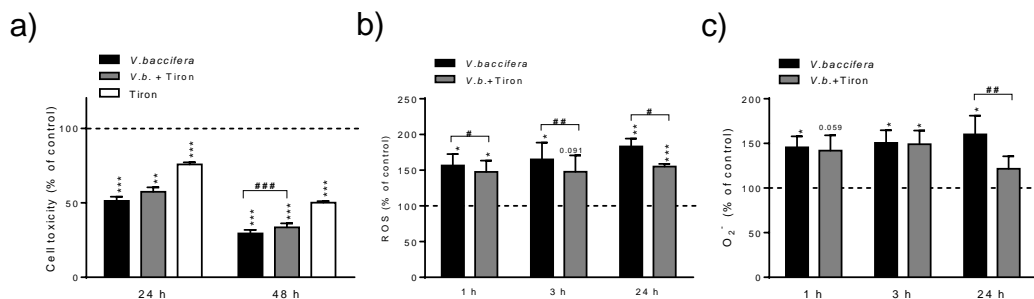 a)
V.baccifera
V.b. + Tiron
Tiron
Cell toxicity (% of control)
100
50
0
***
**
***
###
***
***
***
24 h
48 h
b)
V.baccifera
V.b.+Tiron
ROS (% of control)
250
200
150
100
50
0
#
*
*
##
*
0.091
#
**
***
1 h
3 h
24 h
c)
V.baccifera
V.b.+Tiron
O2- (% of control)
200
150
100
50
0
*
0.059
*
*
##
*
1 h
3 h
24 h